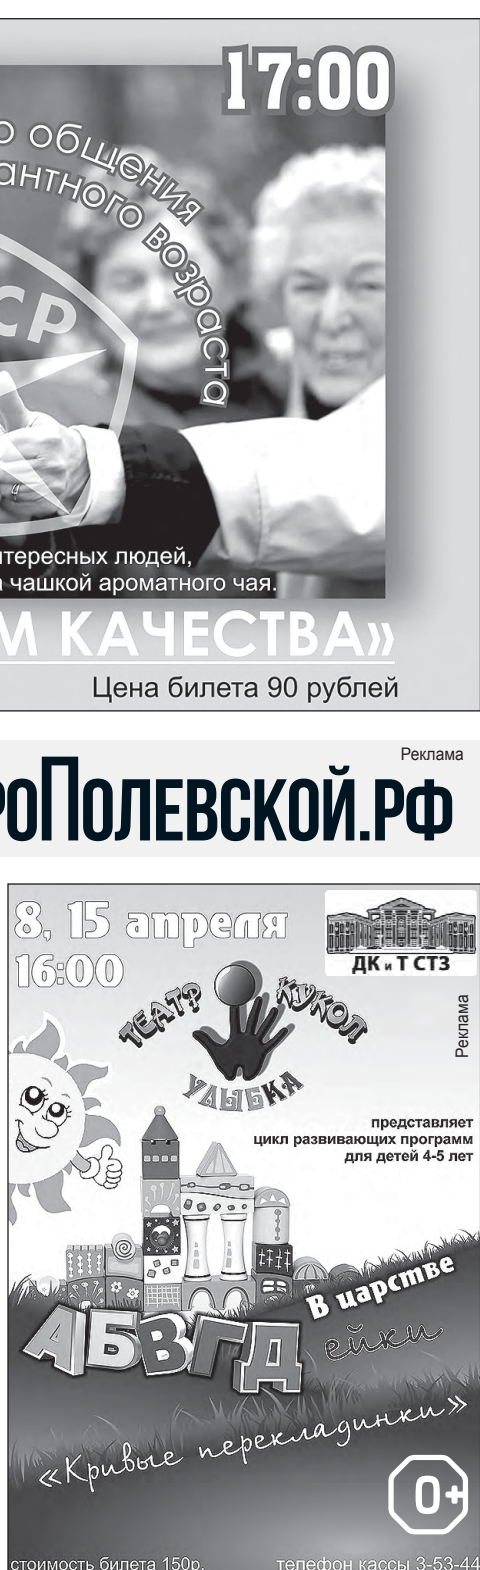 17:00
о общения
антного возраста
СР
нтересных людей,
а чашкой ароматного чая.
М КАЧЕСТВА»
Цена билета 90 рублей
Реклама
РОПОЛЕВСКОЙ.РФ
8, 15 апреля
16:00
ДК и Т СТЗ
Реклама
ТЕАТР КУКОЛ
УЛЫБКА
представляет
цикл развивающих программ
для детей 4-5 лет
АБВГД
В царстве
ейки
«Кривые перекладинки»
0+
стоимость билета 150р.
телефон кассы 3-53-44